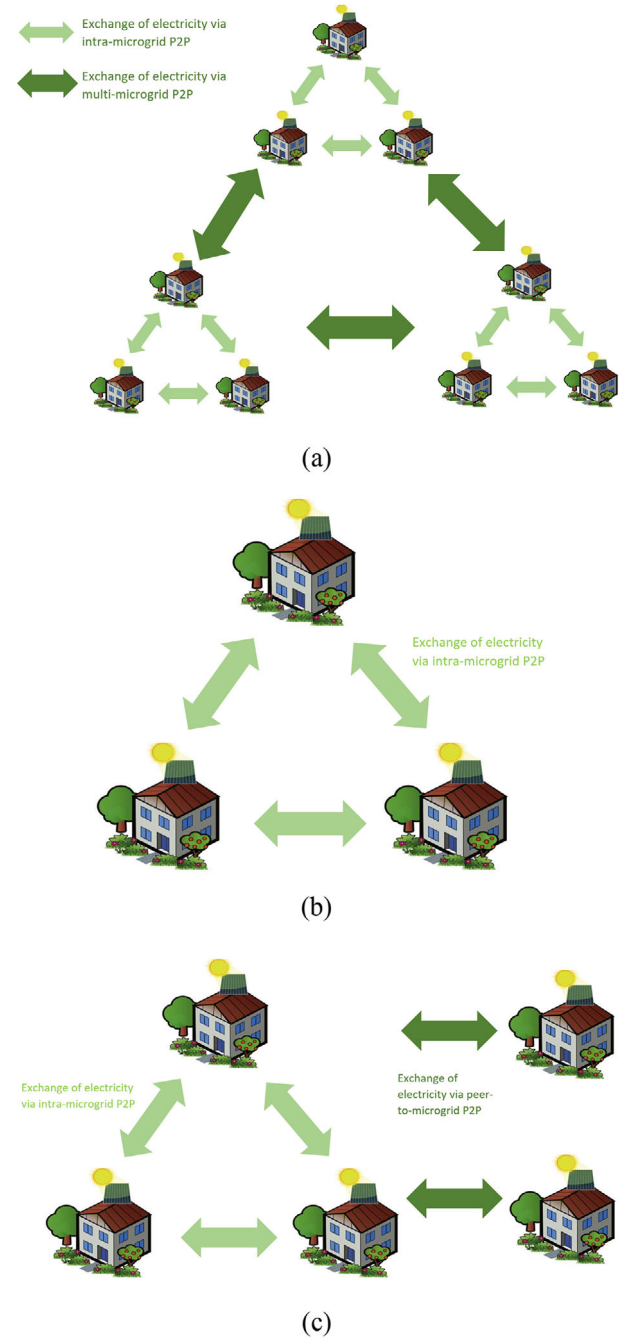 Exchange of electricity via
intra-microgrid P2P
Exchange of electricity via
multi-microgrid P2P
(a)
Exchange of electricity
via intra-microgrid P2P
(b)
Exchange of electricity
via intra-microgrid P2P
Exchange of
electricity via peer-
to-microgrid P2P
(c)